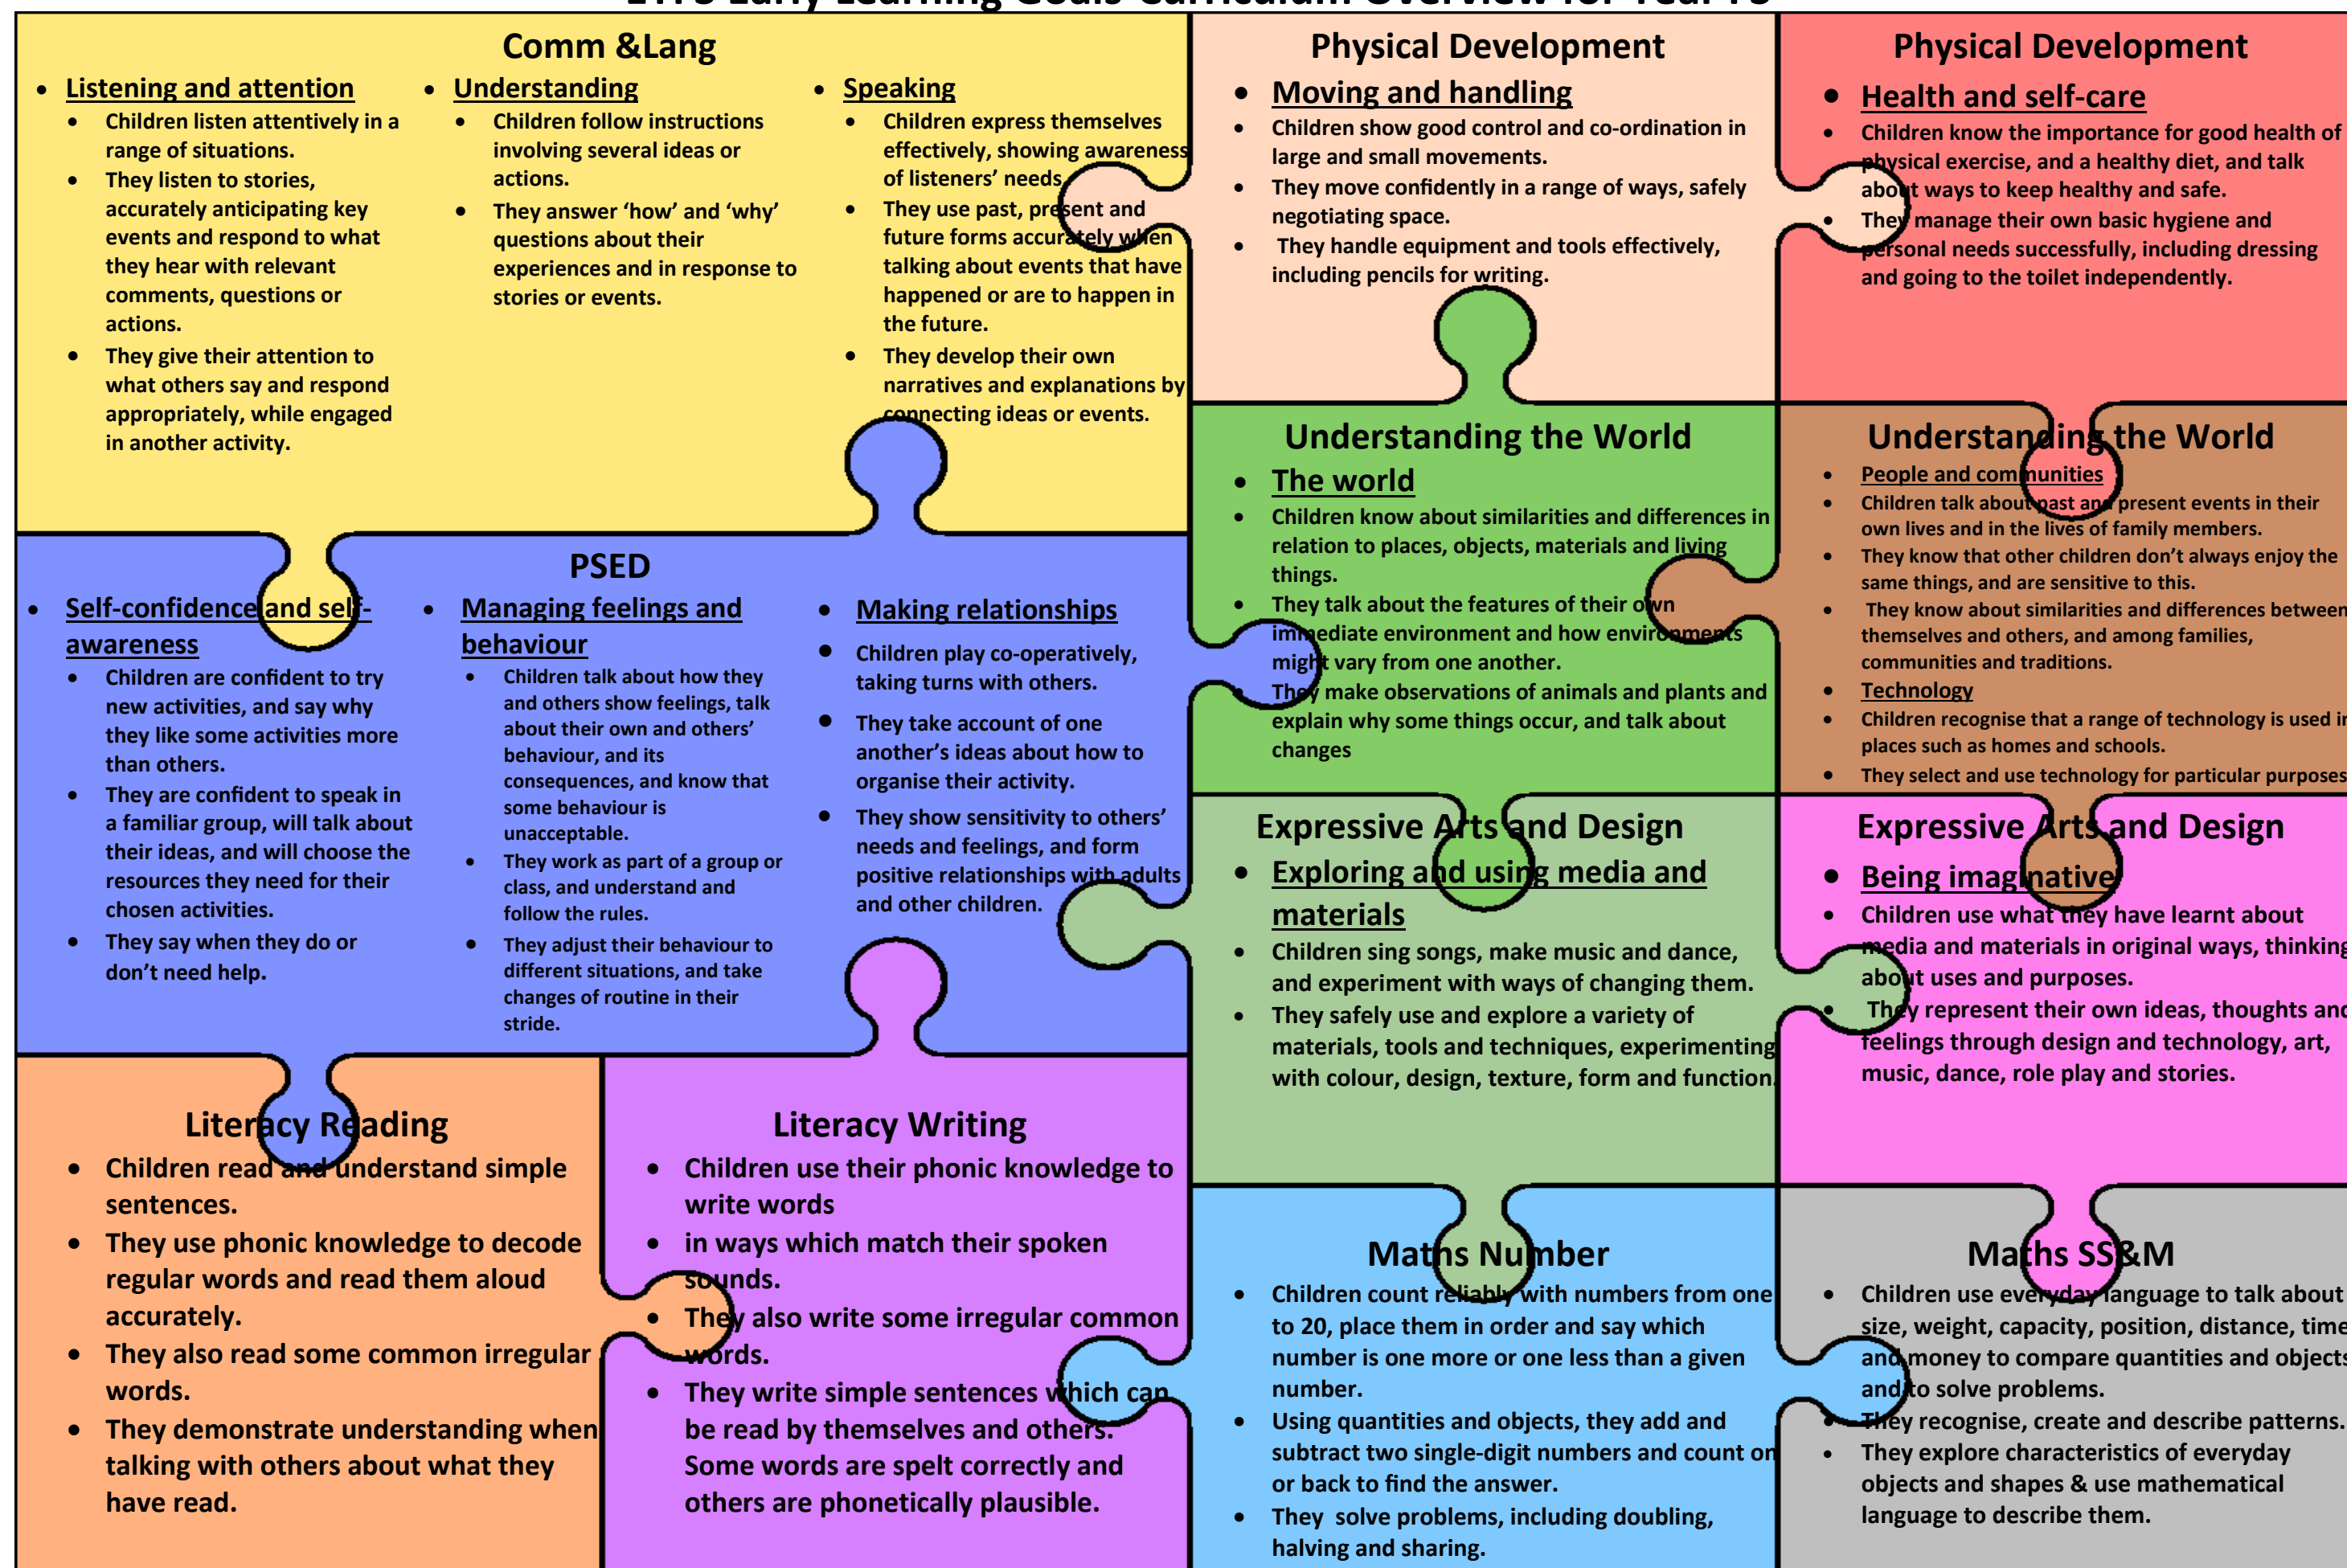 EYFS Early Learning Goals Curriculum Overview for Year FS
Comm &Lang
• Listening and attention
• Children listen attentively in a
range of situations.
• They listen to stories,
accurately anticipating key
events and respond to what
they hear with relevant
comments, questions or
actions.
• They give their attention to
what others say and respond
appropriately, while engaged
in another activity.
• Understanding
• Children follow instructions
involving several ideas or
actions.
• They answer ‘how’ and ‘why’
questions about their
experiences and in response to
stories or events.
• Speaking
• Children express themselves
effectively, showing awareness
of listeners’ needs.
• They use past, present and
future forms accurately when
talking about events that have
happened or are to happen in
the future.
• They develop their own
narratives and explanations by
connecting ideas or events.
Physical Development
• Moving and handling
• Children show good control and co-ordination in
large and small movements.
• They move confidently in a range of ways, safely
negotiating space.
• They handle equipment and tools effectively,
including pencils for writing.
Physical Development
• Health and self-care
• Children know the importance for good health of
physical exercise, and a healthy diet, and talk
about ways to keep healthy and safe.
• They manage their own basic hygiene and
personal needs successfully, including dressing
and going to the toilet independently.
PSED
• Self-confidence and self-
awareness
• Children are confident to try
new activities, and say why
they like some activities more
than others.
• They are confident to speak in
a familiar group, will talk about
their ideas, and will choose the
resources they need for their
chosen activities.
• They say when they do or
don’t need help.
• Managing feelings and
behaviour
• Children talk about how they
and others show feelings, talk
about their own and others’
behaviour, and its
consequences, and know that
some behaviour is
unacceptable.
• They work as part of a group or
class, and understand and
follow the rules.
• They adjust their behaviour to
different situations, and take
changes of routine in their
stride.
• Making relationships
• Children play co-operatively,
taking turns with others.
• They take account of one
another’s ideas about how to
organise their activity.
• They show sensitivity to others’
needs and feelings, and form
positive relationships with adults
and other children.
Understanding the World
• The world
• Children know about similarities and differences in
relation to places, objects, materials and living
things.
• They talk about the features of their own
immediate environment and how environments
might vary from one another.
• They make observations of animals and plants and
explain why some things occur, and talk about
changes
Understanding the World
• People and communities
• Children talk about past and present events in their
own lives and in the lives of family members.
• They know that other children don’t always enjoy the
same things, and are sensitive to this.
• They know about similarities and differences between
themselves and others, and among families,
communities and traditions.
• Technology
• Children recognise that a range of technology is used in
places such as homes and schools.
• They select and use technology for particular purposes
Expressive Arts and Design
• Exploring and using media and
materials
• Children sing songs, make music and dance,
and experiment with ways of changing them.
• They safely use and explore a variety of
materials, tools and techniques, experimenting
with colour, design, texture, form and function.
Expressive Arts and Design
• Being imaginative
• Children use what they have learnt about
media and materials in original ways, thinking
about uses and purposes.
• They represent their own ideas, thoughts and
feelings through design and technology, art,
music, dance, role play and stories.
Literacy Reading
• Children read and understand simple
sentences.
• They use phonic knowledge to decode
regular words and read them aloud
accurately.
• They also read some common irregular
words.
• They demonstrate understanding when
talking with others about what they
have read.
Literacy Writing
• Children use their phonic knowledge to
write words
• in ways which match their spoken
sounds.
• They also write some irregular common
words.
• They write simple sentences which can
be read by themselves and others.
Some words are spelt correctly and
others are phonetically plausible.
Maths Number
• Children count reliably with numbers from one
to 20, place them in order and say which
number is one more or one less than a given
number.
• Using quantities and objects, they add and
subtract two single-digit numbers and count on
or back to find the answer.
• They  solve problems, including doubling,
halving and sharing.
Maths SS&M
• Children use everyday language to talk about
size, weight, capacity, position, distance, time
and money to compare quantities and objects
and to solve problems.
• They recognise, create and describe patterns.
• They explore characteristics of everyday
objects and shapes & use mathematical
language to describe them.